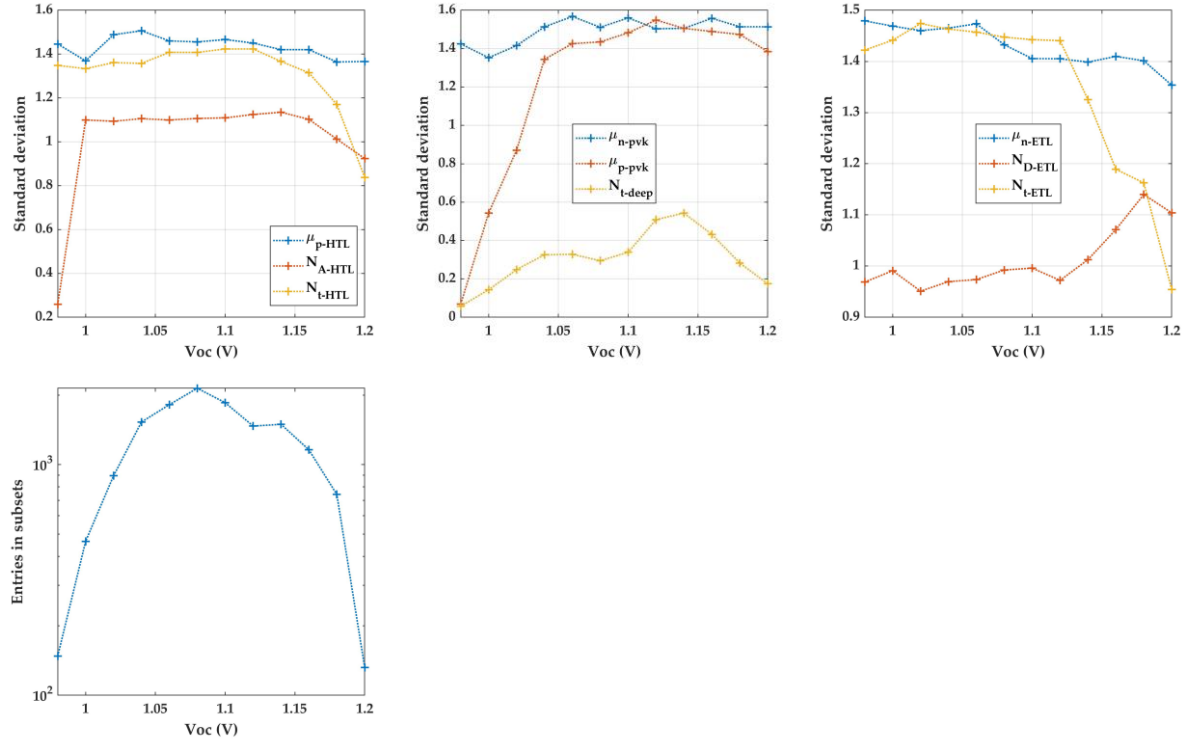 1.6
1.4
1.2
1
0.8
0.6
0.4
0.2
Standard deviation
μp-HTL
NA-HTL
Nt-HTL
1 1.05 1.1 1.15 1.2
Voc (V)
1.6
1.4
1.2
1
0.8
0.6
0.4
0.2
0
Standard deviation
μn-pvk
μp-pvk
Nt-deep
1 1.05 1.1 1.15 1.2
Voc (V)
1.5
1.4
1.3
1.2
1.1
1
0.9
Standard deviation
μn-ETL
ND-ETL
Nt-ETL
1 1.05 1.1 1.15 1.2
Voc (V)
10³
10²
Entries in subsets
1 1.05 1.1 1.15 1.2
Voc (V)